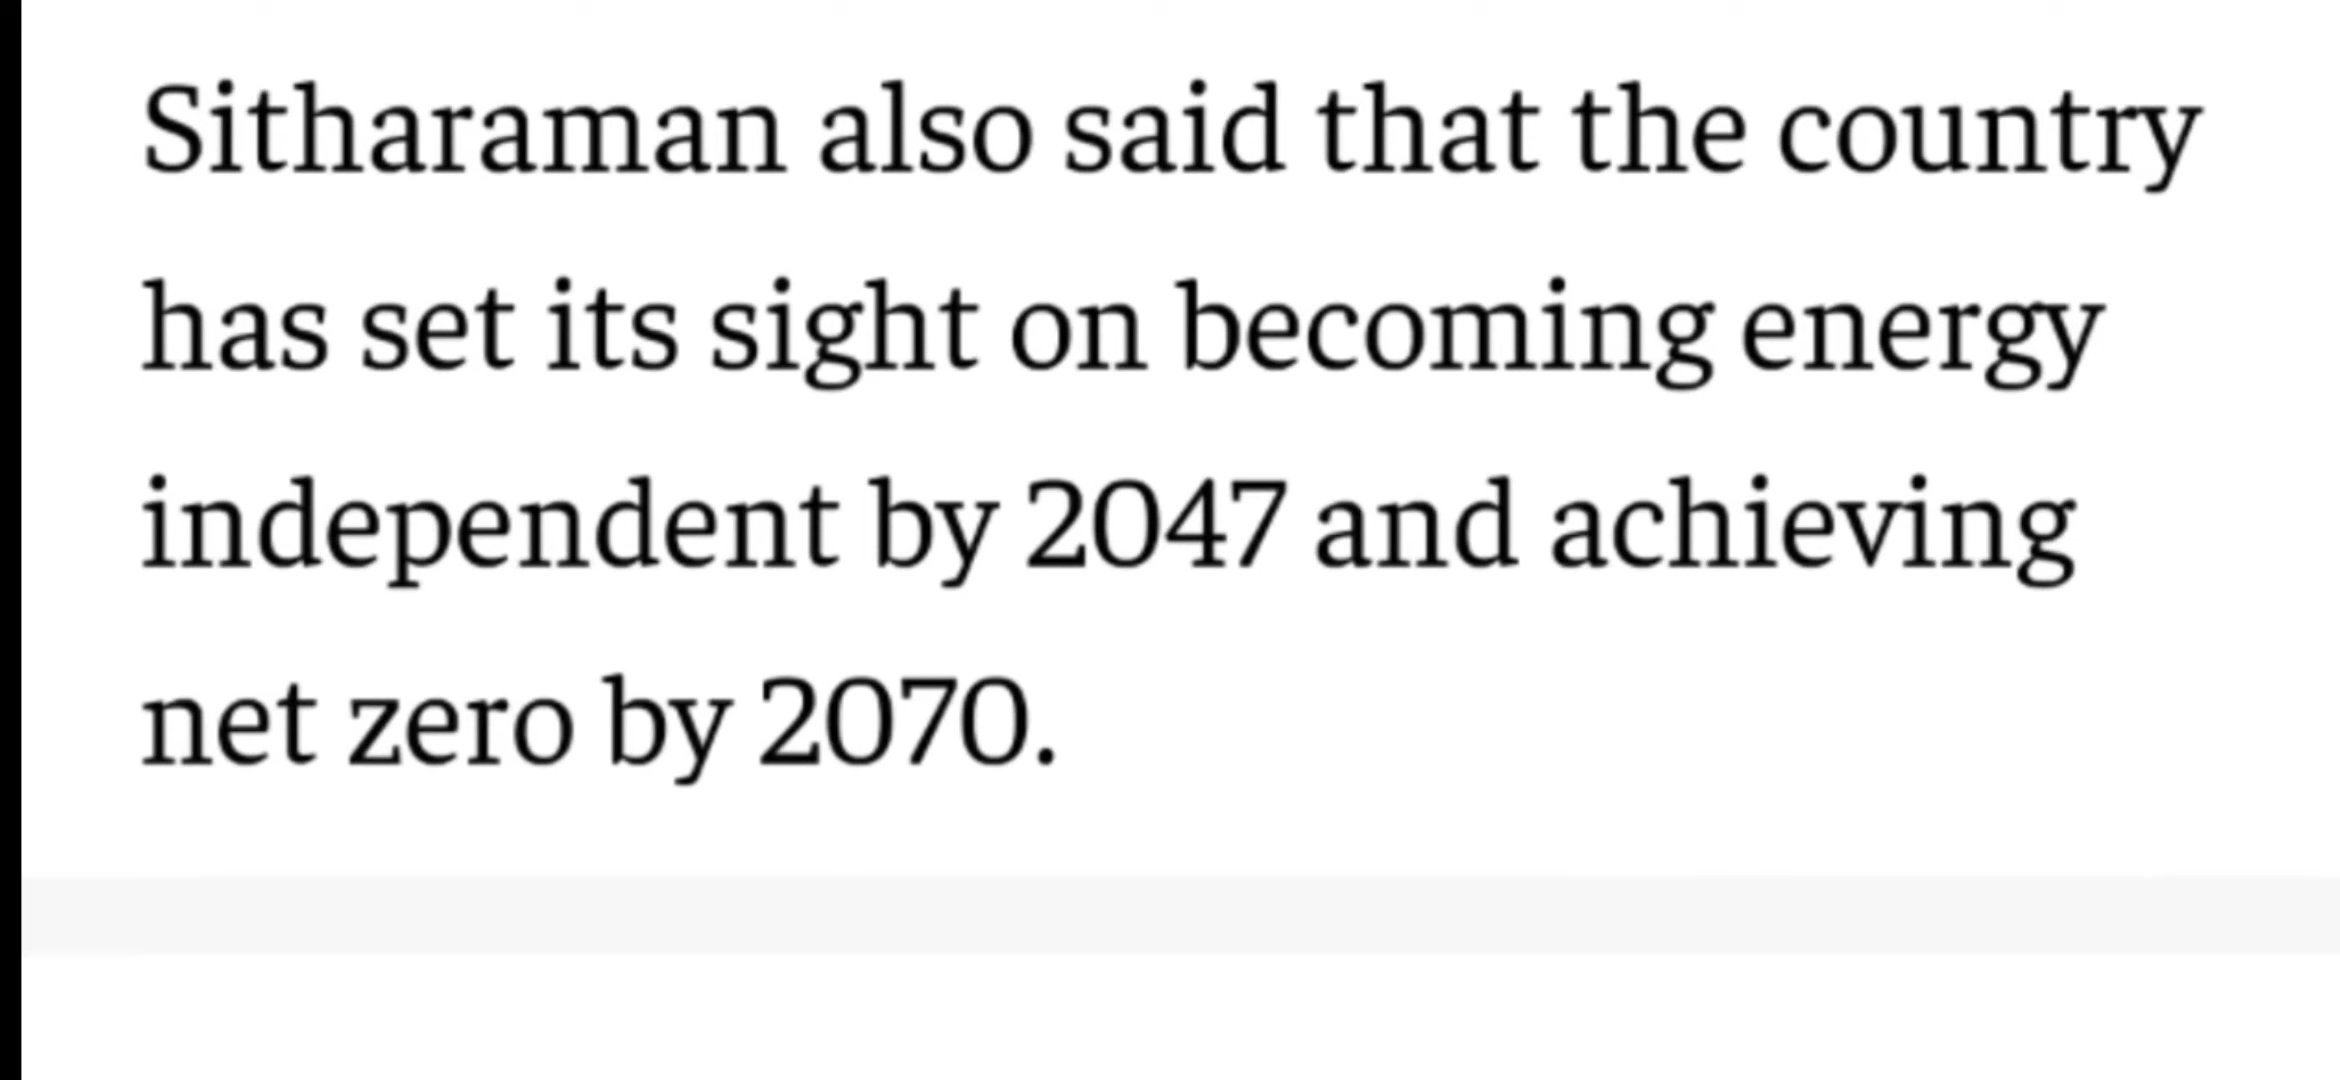 Sitharaman also said that the country
has set its sight on becoming energy
independent by 2047 and achieving
net zero by 2070.